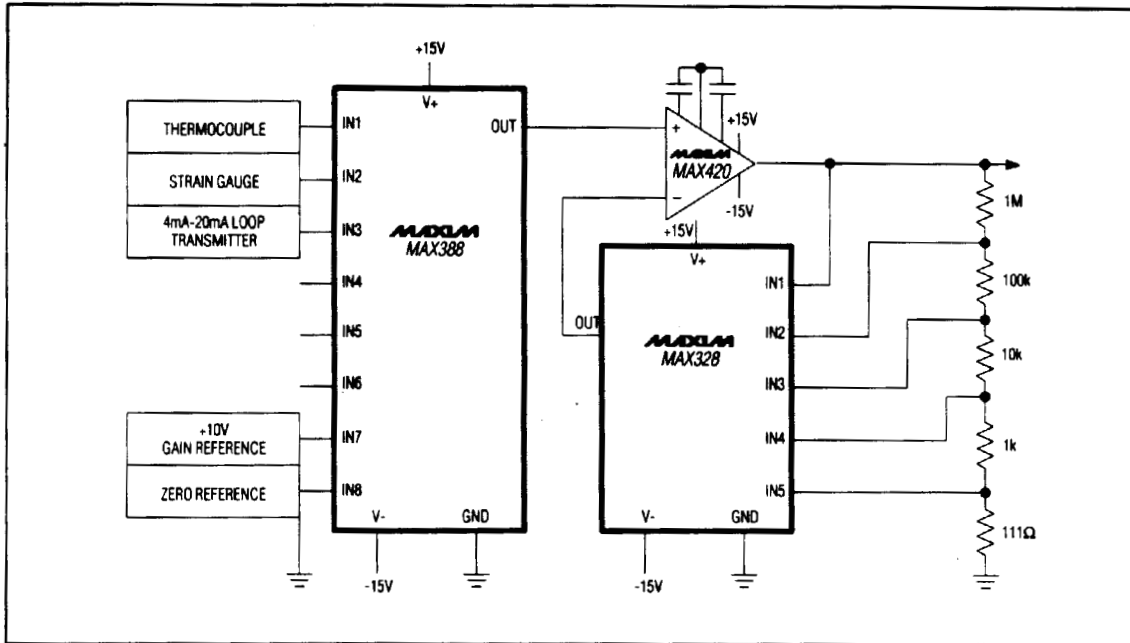 +15V
V+
THERMOCOUPLE
IN1
STRAIN GAUGE
IN2
4mA-20mA LOOP
TRANSMITTER
IN3
IN4
IN5
IN6
+10V
GAIN REFERENCE
IN7
ZERO REFERENCE
IN8
OUT
MAXIM
MAX388
V-
GND
-15V
+
MAXIM
MAX420
−
+15V
-15V
+15V
V+
OUT
MAXIM
MAX328
IN1
IN2
IN3
IN4
IN5
V-
GND
-15V
1M
100k
10k
1k
111Ω